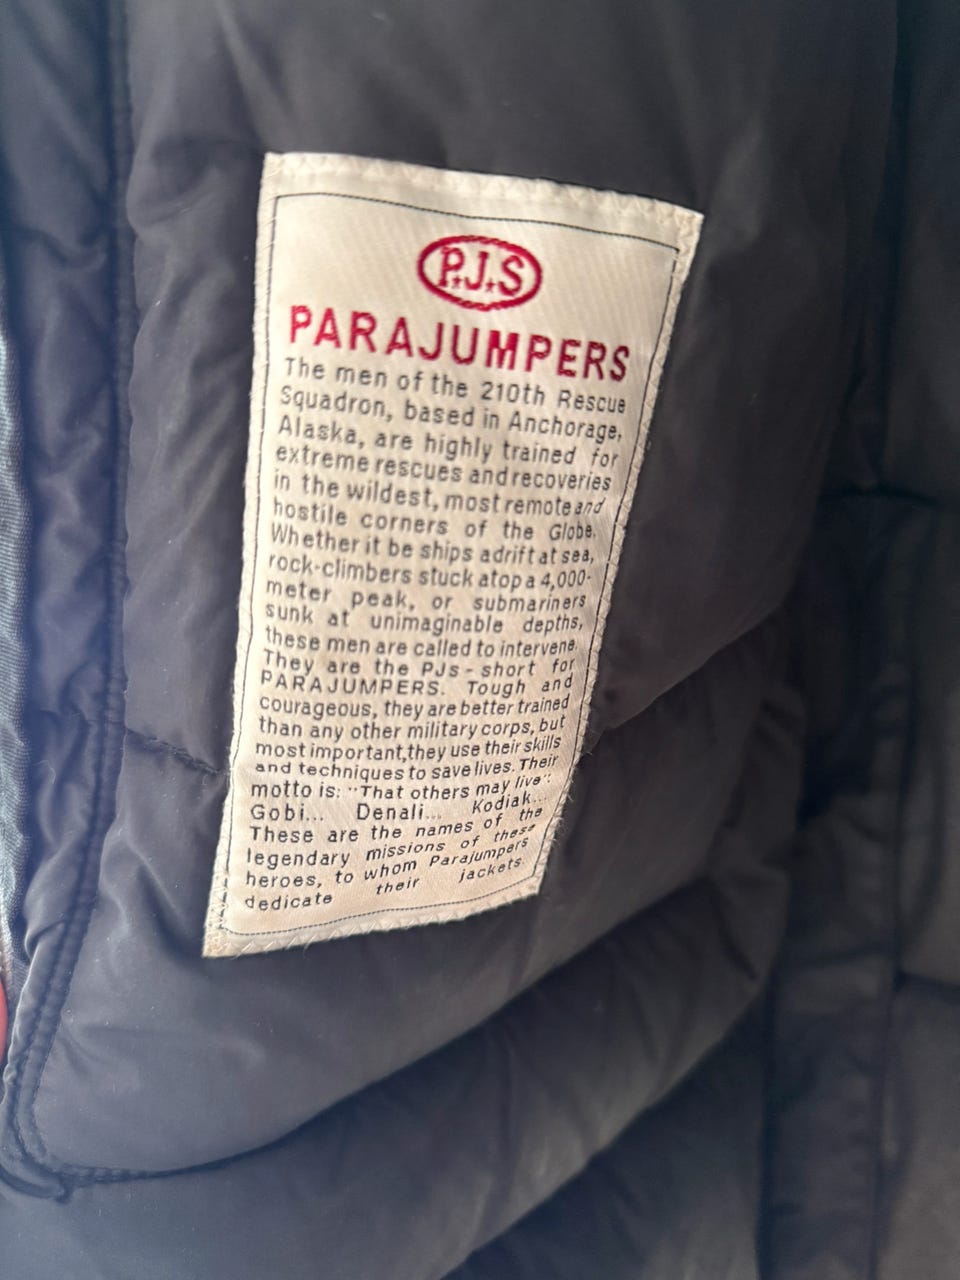 P.J.S
PARAJUMPERS
The men of the 210th Rescue
Squadron, based in Anchorage,
Alaska, are highly trained for
extreme rescues and recoveries
in the wildest, most remote and
hostile corners of the Globe.
Whether it be ships adrift at sea,
rock-climbers stuck atop a 4,000-
meter peak, or submariners
sunk at unimaginable depths,
these men are called to intervene.
They are the PJs - short for
PARAJUMPERS. Tough and
courageous, they are better trained
than any other military corps, but
most important, they use their skills
and techniques to save lives. Their
motto is: "That others may live".
Gobi... Denali... Kodiak...
These are the names of the
legendary missions of these
heroes, to whom Parajumpers
dedicate their jackets.